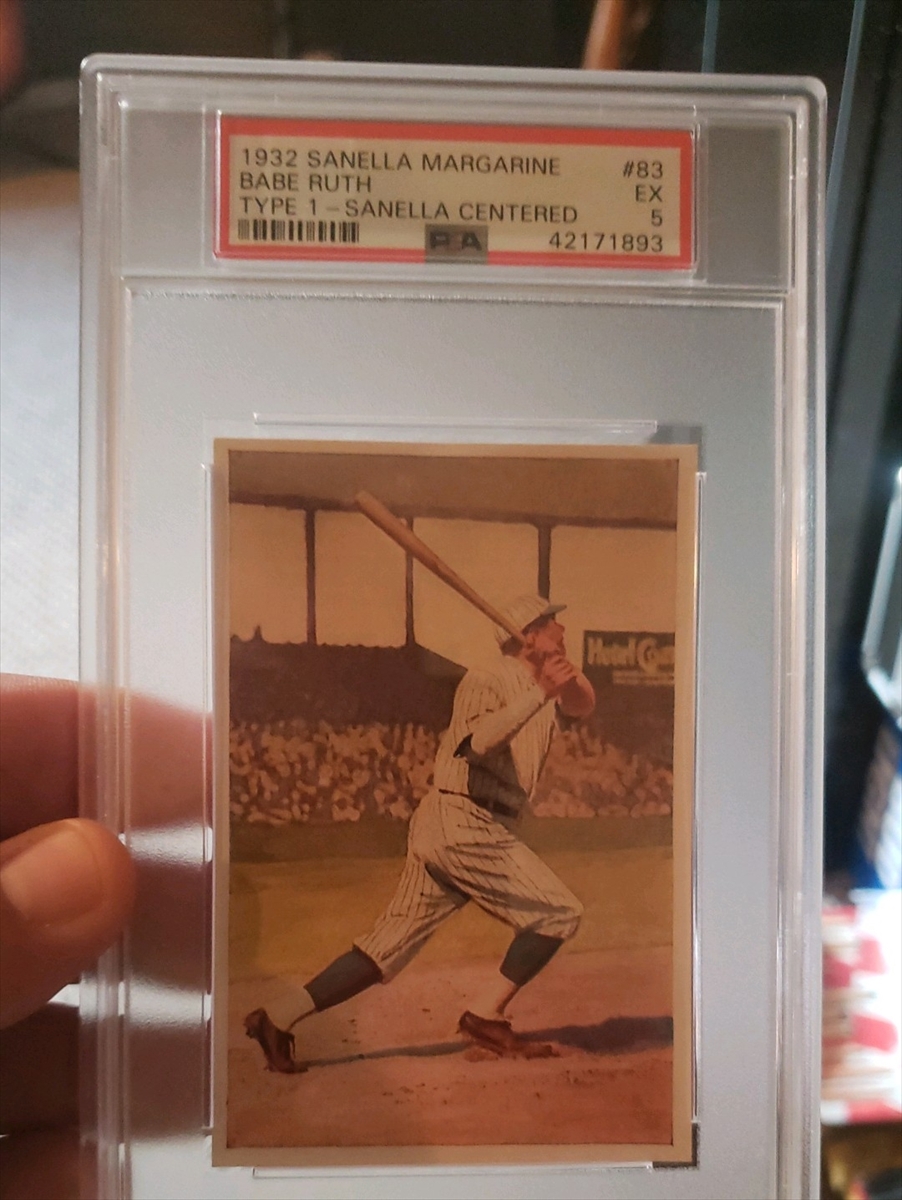 1932 SANELLA MARGARINE #83
BABE RUTH EX
TYPE 1 - SANELLA CENTERED 5
PSA 42171893
Hotel